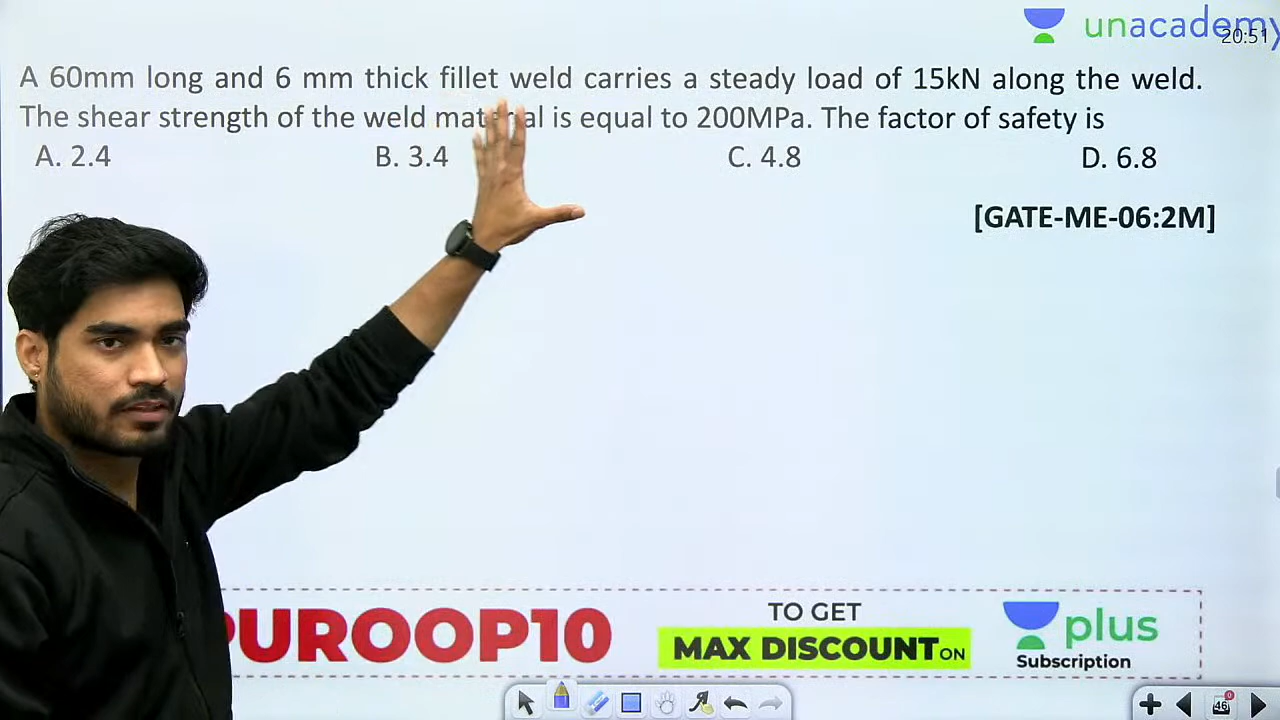 unacademy
20:51
A 60mm long and 6 mm thick fillet weld carries a steady load of 15kN along the weld.
The shear strength of the weld material is equal to 200MPa. The factor of safety is
A. 2.4 B. 3.4 C. 4.8 D. 6.8
[GATE-ME-06:2M]
PUROOP10
TO GET
MAX DISCOUNT ON
plus
Subscription
46